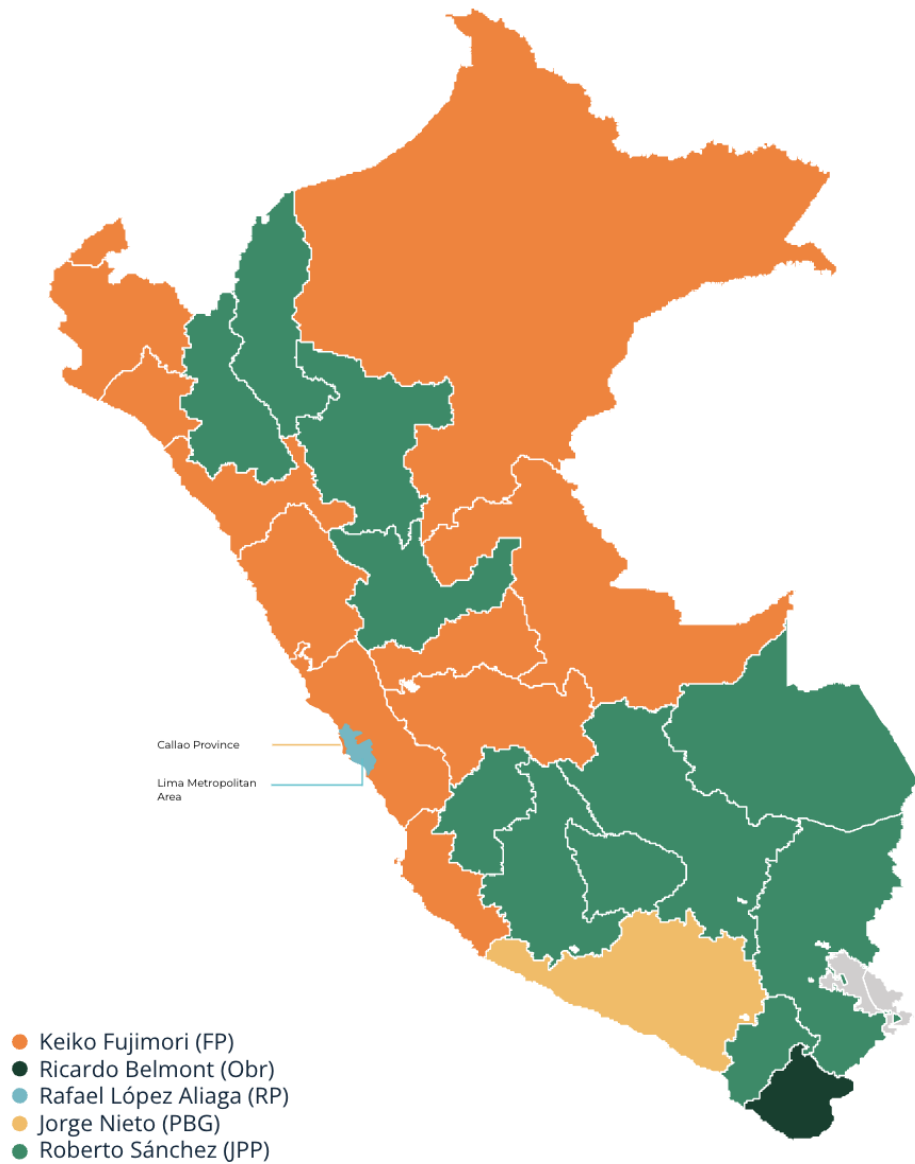 Callao Province
Lima Metropolitan
Area
Keiko Fujimori (FP)
Ricardo Belmont (Obr)
Rafael López Aliaga (RP)
Jorge Nieto (PBG)
Roberto Sánchez (JPP)